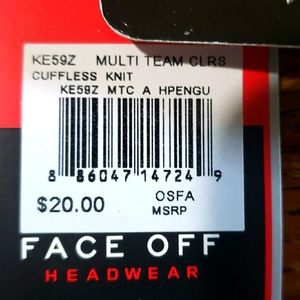 KE59Z MULTI TEAM CLRS
CUFFLESS KNIT
KE59Z MTC A HPENGU
8 86047 14724 9
$20.00 OSFA
MSRP
FACE OFF
HEADWEAR